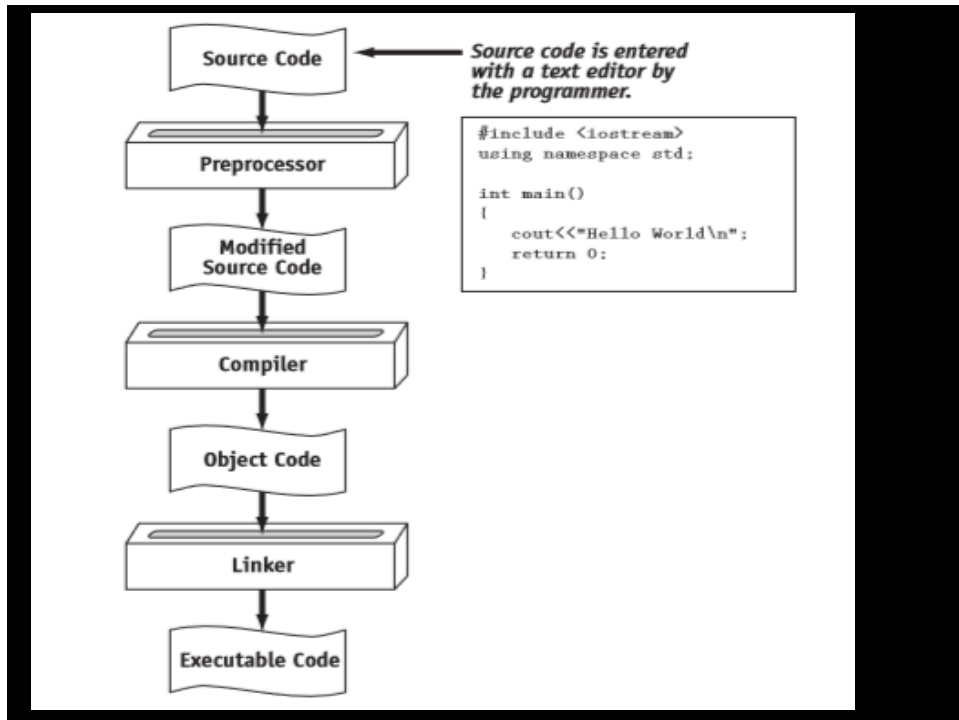 Source Code
Source code is entered
with a text editor by
the programmer.
#include <iostream>
using namespace std;
int main()
{
cout<<"Hello World\n";
return 0;
}
Preprocessor
Modified
Source Code
Compiler
Object Code
Linker
Executable Code